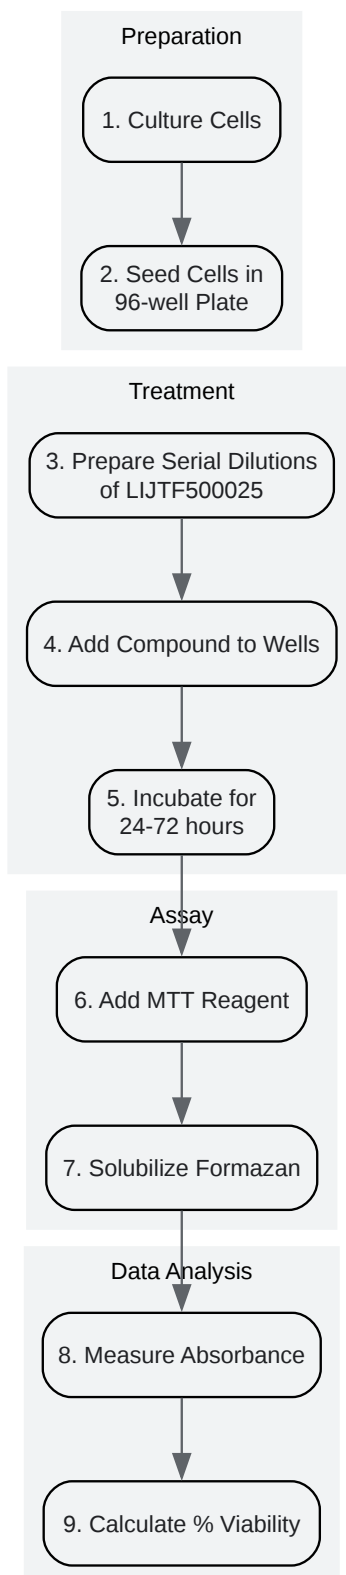 Preparation
1. Culture Cells
2. Seed Cells in
96-well Plate
Treatment
3. Prepare Serial Dilutions
of LIJTF500025
4. Add Compound to Wells
5. Incubate for
24-72 hours
Assay
6. Add MTT Reagent
7. Solubilize Formazan
Data Analysis
8. Measure Absorbance
9. Calculate % Viability